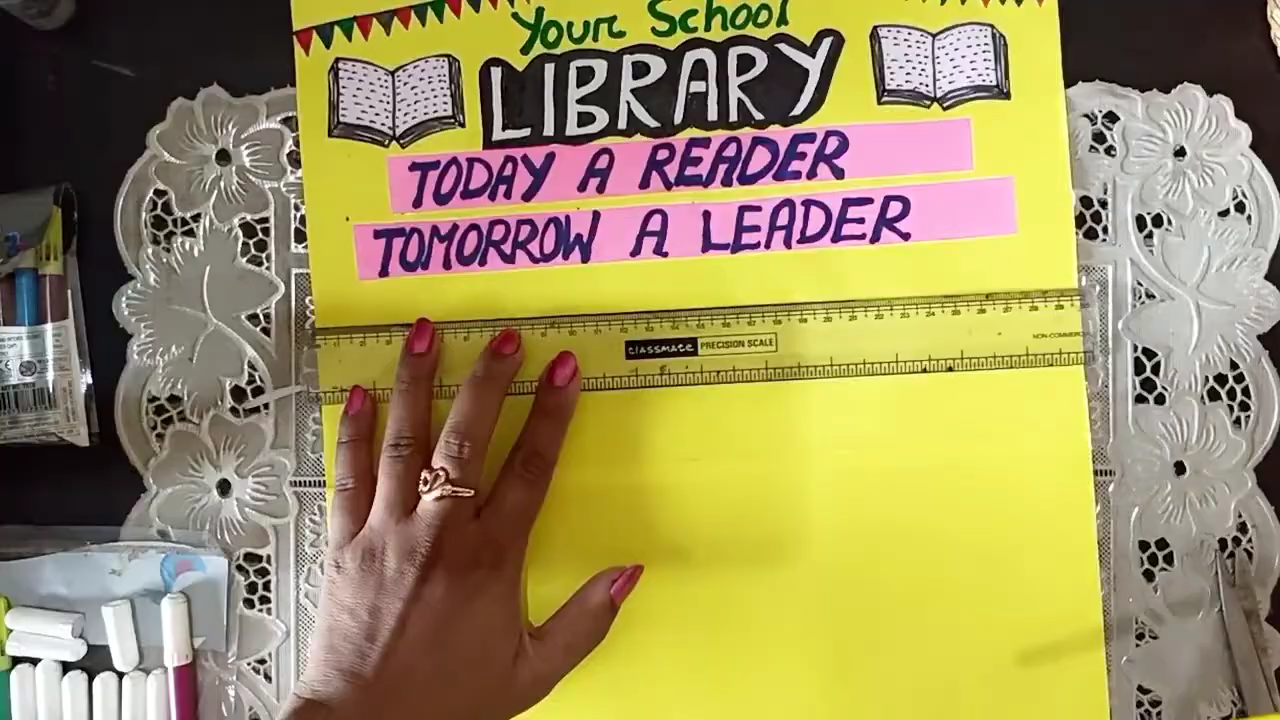 Your School
LIBRARY
TODAY A READER
TOMORROW A LEADER
classmate PRECISION SCALE